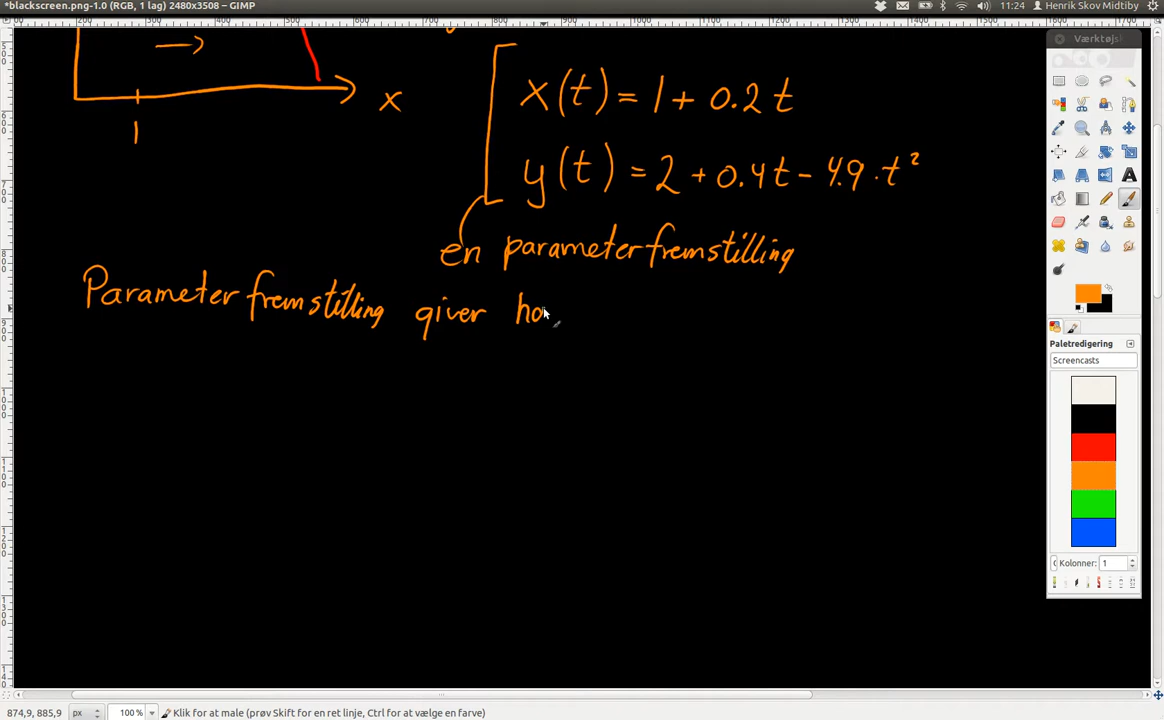 *blackscreen.png-1.0 (RGB, 1 lag) 2480x3508 – GIMP
11:24 Henrik Skov Midtiby
Værktøjsk
x
1
x(t) = 1 + 0.2 t
y(t) = 2 + 0.4t - 4.9 · t²
en parameterfremstilling
Parameterfremstilling giver ho
Paletredigering
Screencasts
Kolonner: 1
874,9, 885,9 px 100% Klik for at male (prøv Skift for en ret linje, Ctrl for at vælge en farve)